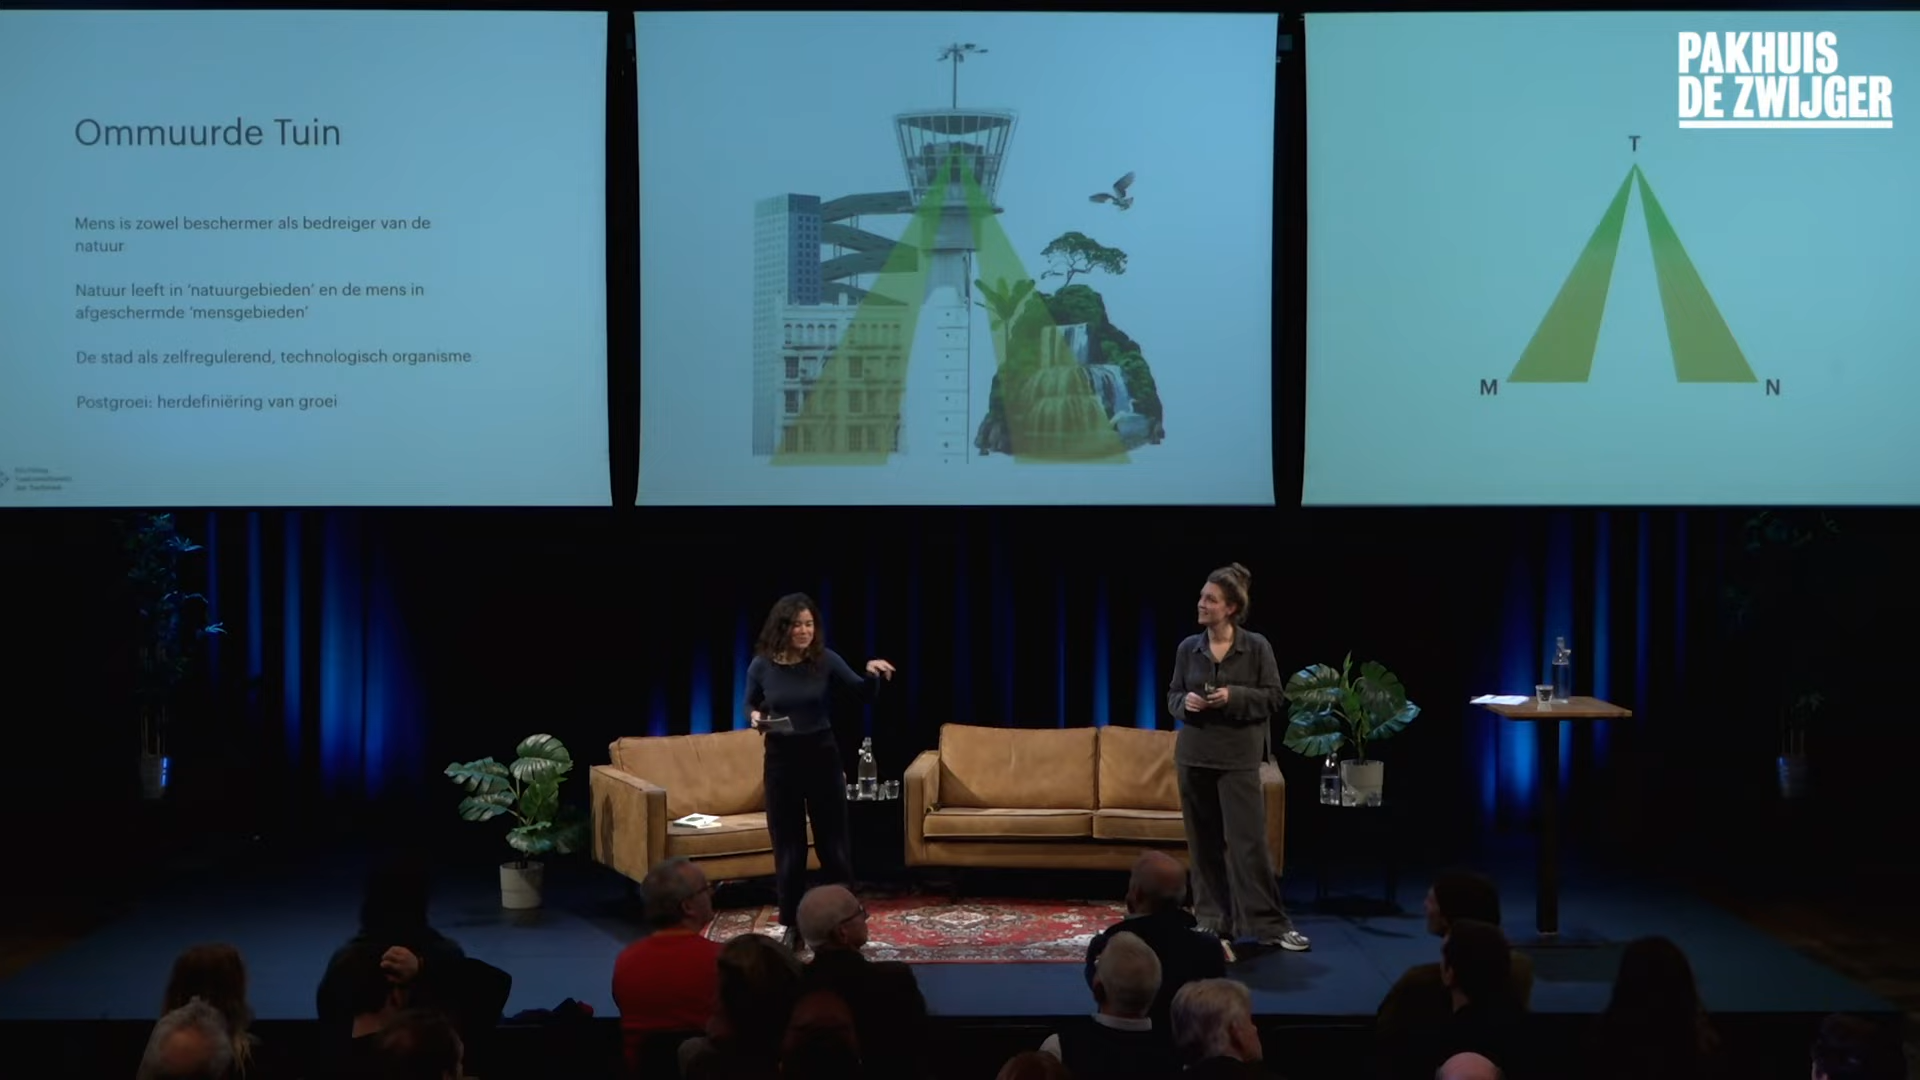 Ommuurde Tuin
Mens is zowel beschermer als bedreiger van de
natuur
Natuur leeft in 'natuurgebieden' en de mens in
afgeschermde 'mensgebieden'
De stad als zelfregulerend, technologisch organisme
Postgroei: herdefiniëring van groei
T
M
N
PAKHUIS
DE ZWIJGER